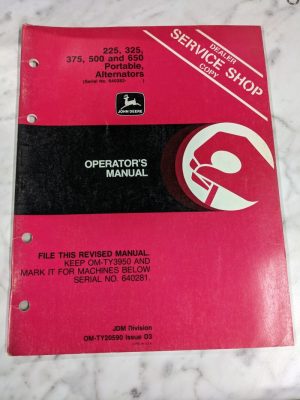 225, 325,
375, 500 and 650
Portable,
Alternators
(Serial No. 640282- )
DEALER
SERVICE SHOP
COPY
JOHN DEERE
OPERATOR'S
MANUAL
FILE THIS REVISED MANUAL.
KEEP OM-TY3950 AND
MARK IT FOR MACHINES BELOW
SERIAL NO. 640281.
JDM Division
OM-TY20590 Issue G3